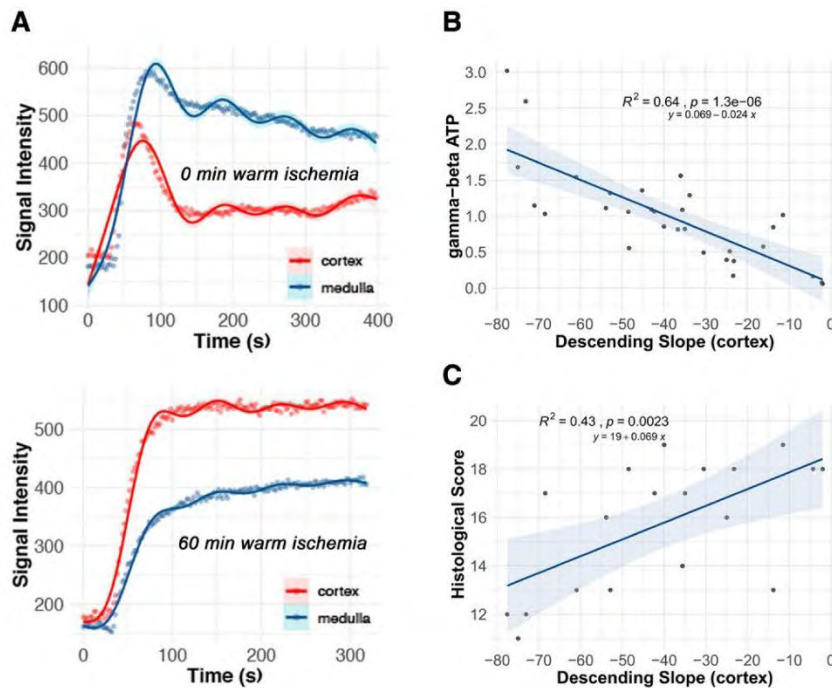 A
600
500
400
300
200
100
Signal Intensity
0 min warm ischemia
cortex
medulla
0 100 200 300 400
Time (s)
500
400
300
200
Signal Intensity
60 min warm ischemia
cortex
medulla
0 100 200 300
Time (s)
B
3.0
2.5
2.0
1.5
1.0
0.5
0.0
gamma-beta ATP
R² = 0.64 , p = 1.3e-06
y = 0.069 - 0.024 x
-80 -70 -60 -50 -40 -30 -20 -10 0
Descending Slope (cortex)
C
20
18
16
14
12
Histological Score
R² = 0.43 , p = 0.0023
y = 19 + 0.069 x
-80 -70 -60 -50 -40 -30 -20 -10 0
Descending Slope (cortex)